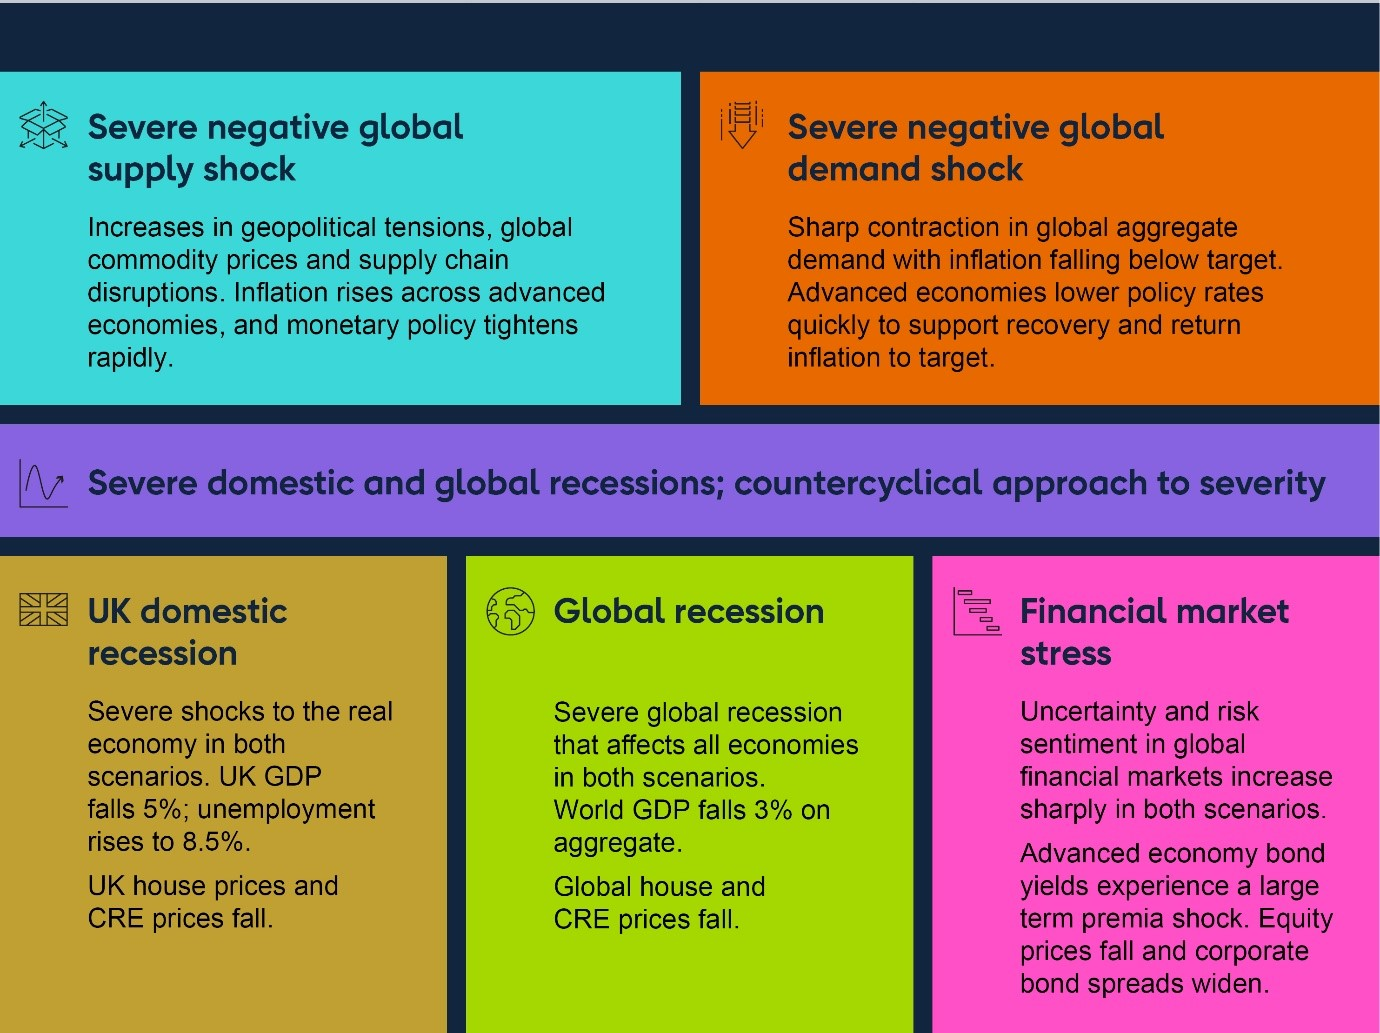 Severe negative global
supply shock
Increases in geopolitical tensions, global
commodity prices and supply chain
disruptions. Inflation rises across advanced
economies, and monetary policy tightens
rapidly.
Severe negative global
demand shock
Sharp contraction in global aggregate
demand with inflation falling below target.
Advanced economies lower policy rates
quickly to support recovery and return
inflation to target.
Severe domestic and global recessions; countercyclical approach to severity
UK domestic
recession
Severe shocks to the real
economy in both
scenarios. UK GDP
falls 5%; unemployment
rises to 8.5%.
UK house prices and
CRE prices fall.
Global recession
Severe global recession
that affects all economies
in both scenarios.
World GDP falls 3% on
aggregate.
Global house and
CRE prices fall.
Financial market
stress
Uncertainty and risk
sentiment in global
financial markets increase
sharply in both scenarios.
Advanced economy bond
yields experience a large
term premia shock. Equity
prices fall and corporate
bond spreads widen.